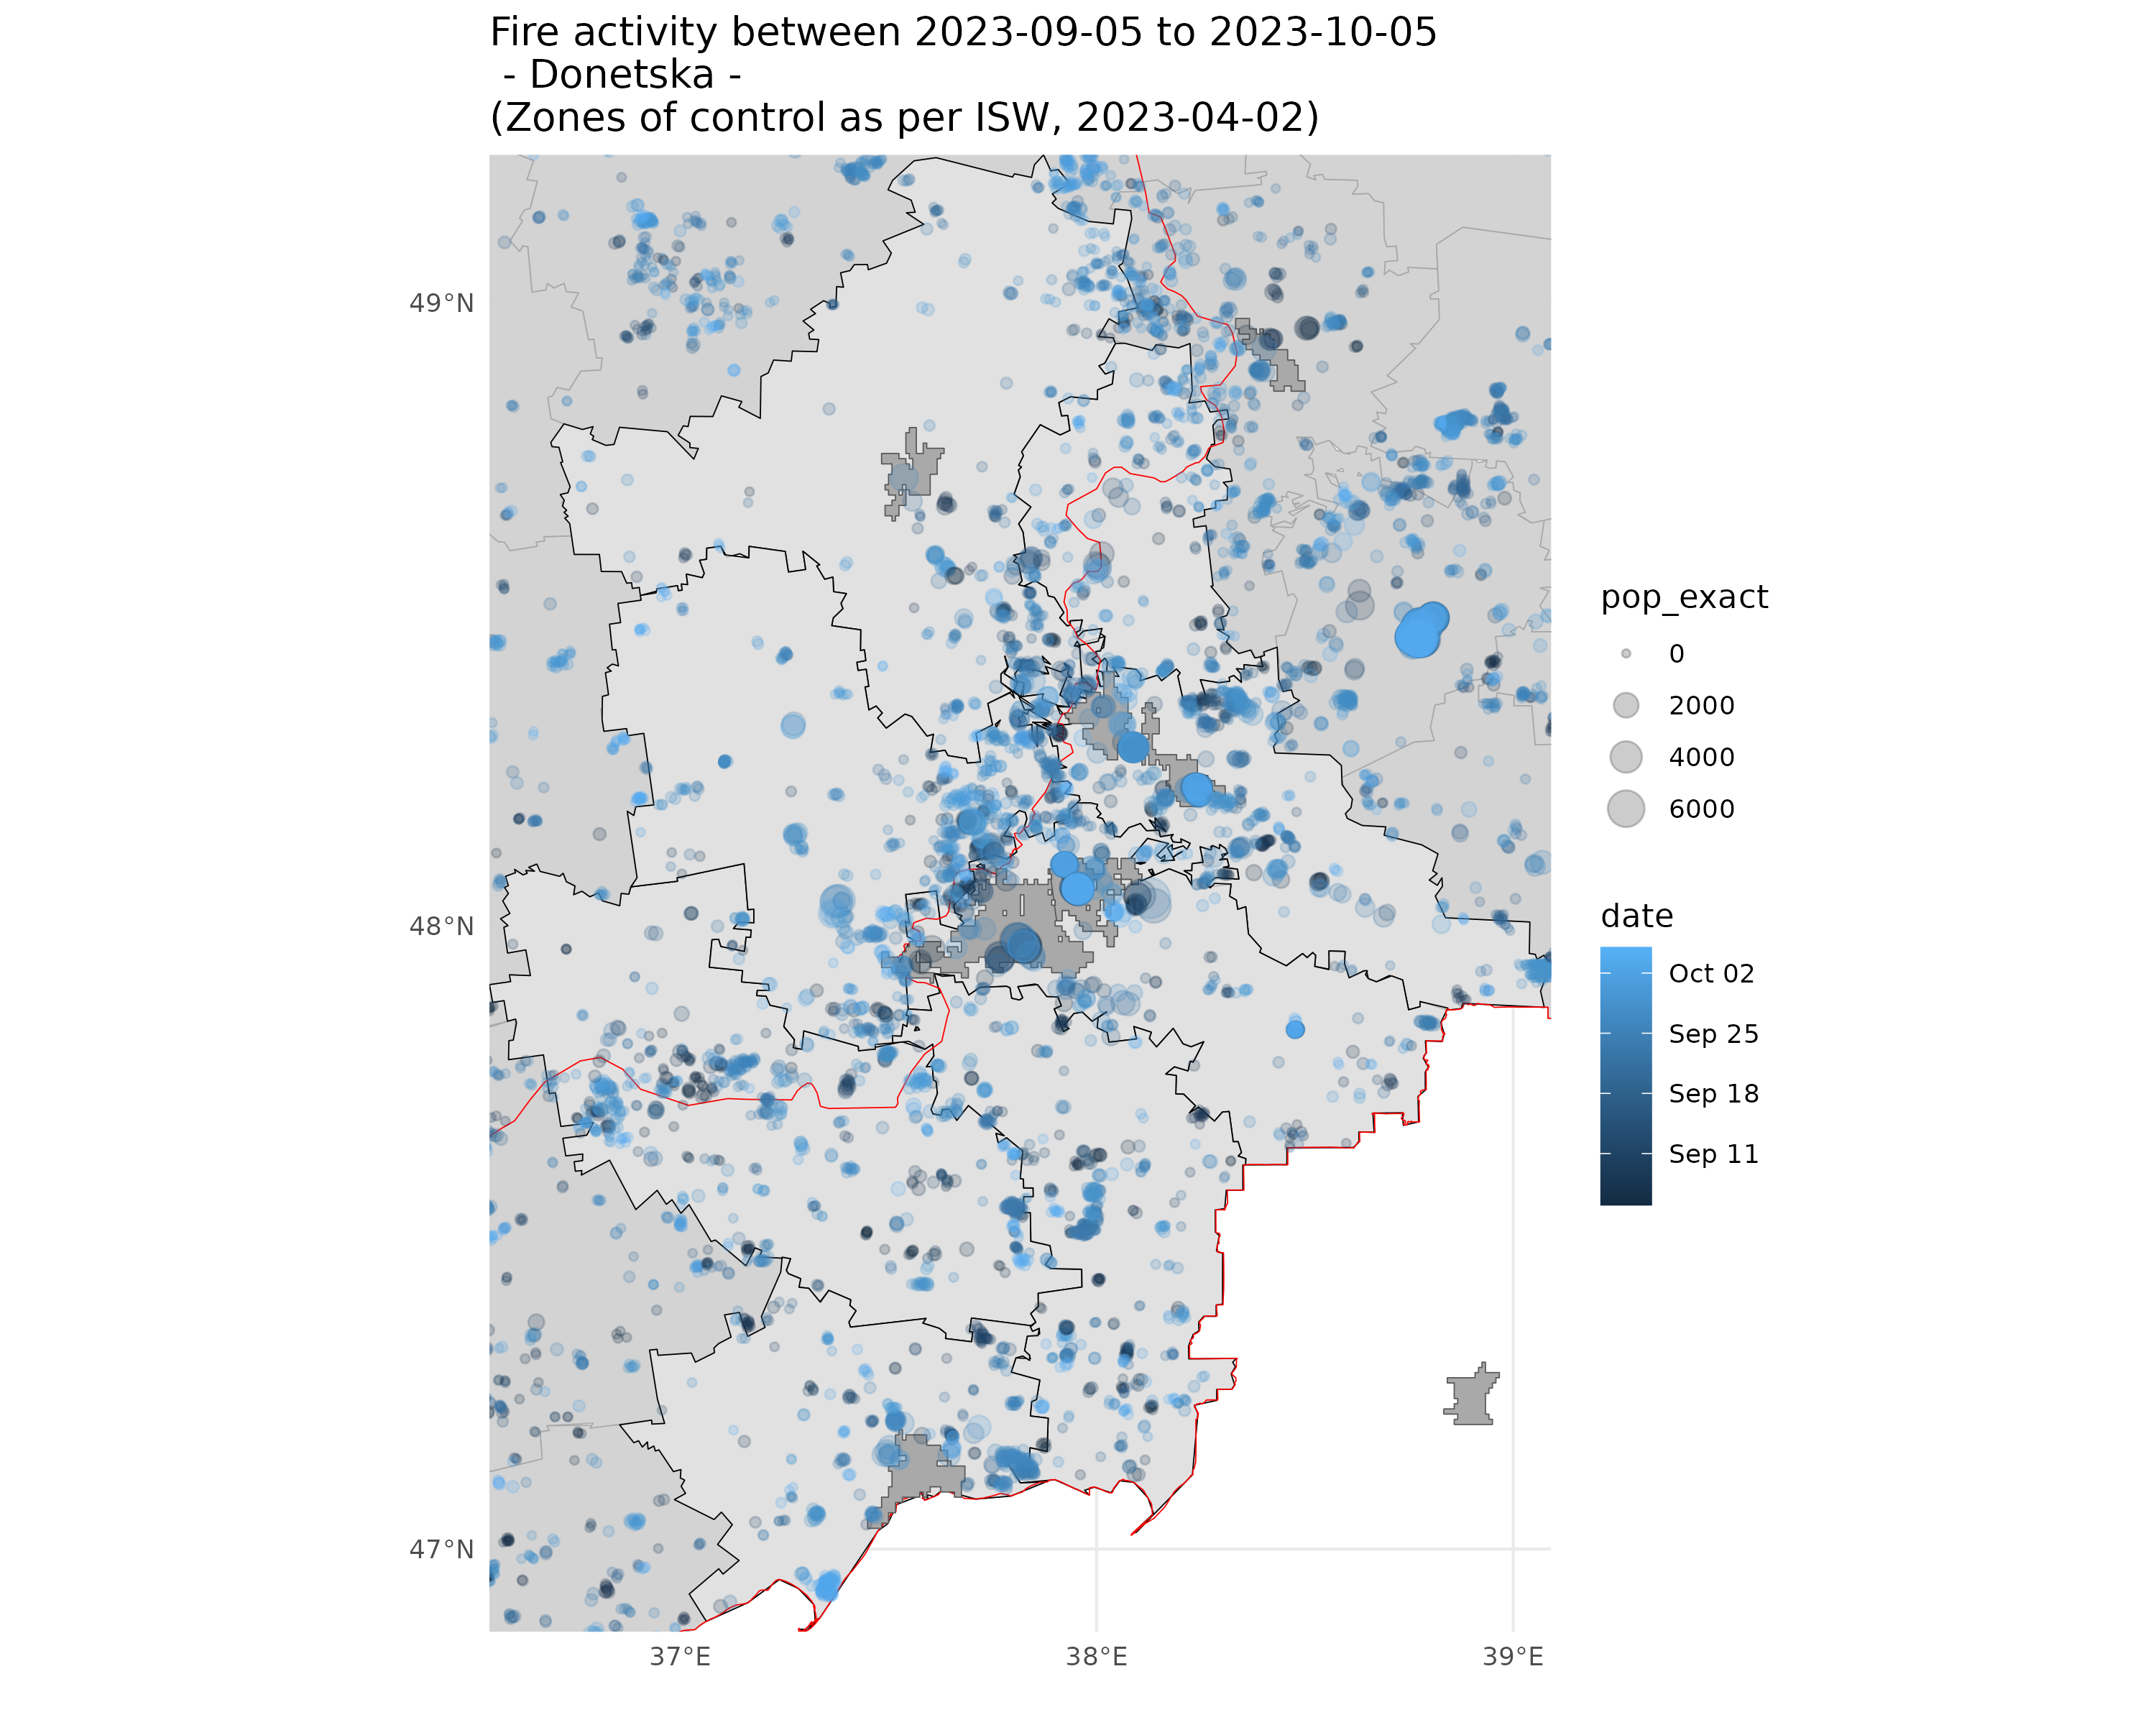 Fire activity between 2023-09-05 to 2023-10-05
- Donetska -
(Zones of control as per ISW, 2023-04-02)
49°N
48°N
47°N
37°E
38°E
39°E
pop_exact
0
2000
4000
6000
date
Oct 02
Sep 25
Sep 18
Sep 11